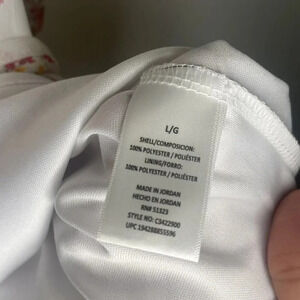 L/G
SHELL/COMPOSICION:
100% POLYESTER / POLIÉSTER
LINING/FORRO:
100% POLYESTER / POLIÉSTER
MADE IN JORDAN
HECHO EN JORDAN
RN# 51323
STYLE NO: C3422900
UPC 194288855596